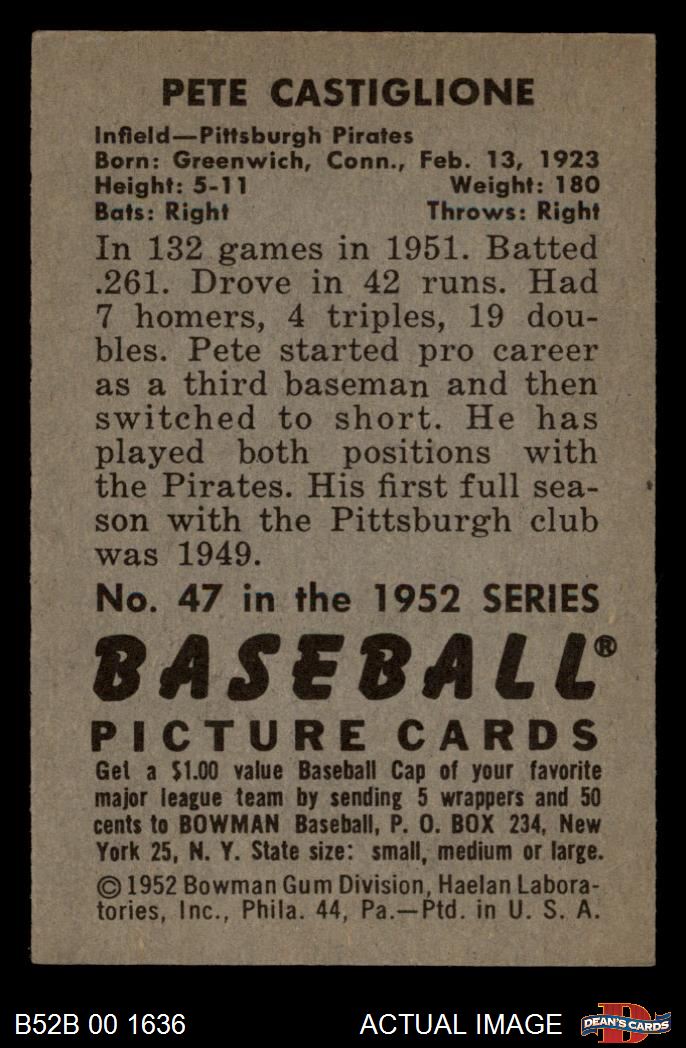 PETE CASTIGLIONE
Infield—Pittsburgh Pirates
Born: Greenwich, Conn., Feb. 13, 1923
Height: 5-11 Weight: 180
Bats: Right Throws: Right
In 132 games in 1951. Batted
.261. Drove in 42 runs. Had
7 homers, 4 triples, 19 dou-
bles. Pete started pro career
as a third baseman and then
switched to short. He has
played both positions with
the Pirates. His first full sea-
son with the Pittsburgh club
was 1949.
No. 47 in the 1952 SERIES
BASEBALL®
PICTURE CARDS
Get a $1.00 value Baseball Cap of your favorite
major league team by sending 5 wrappers and 50
cents to BOWMAN Baseball, P. O. BOX 234, New
York 25, N. Y. State size: small, medium or large.
© 1952 Bowman Gum Division, Haelan Labora-
tories, Inc., Phila. 44, Pa.—Ptd. in U. S. A.
B52B 00 1636 ACTUAL IMAGE D DEAN'S CARDS